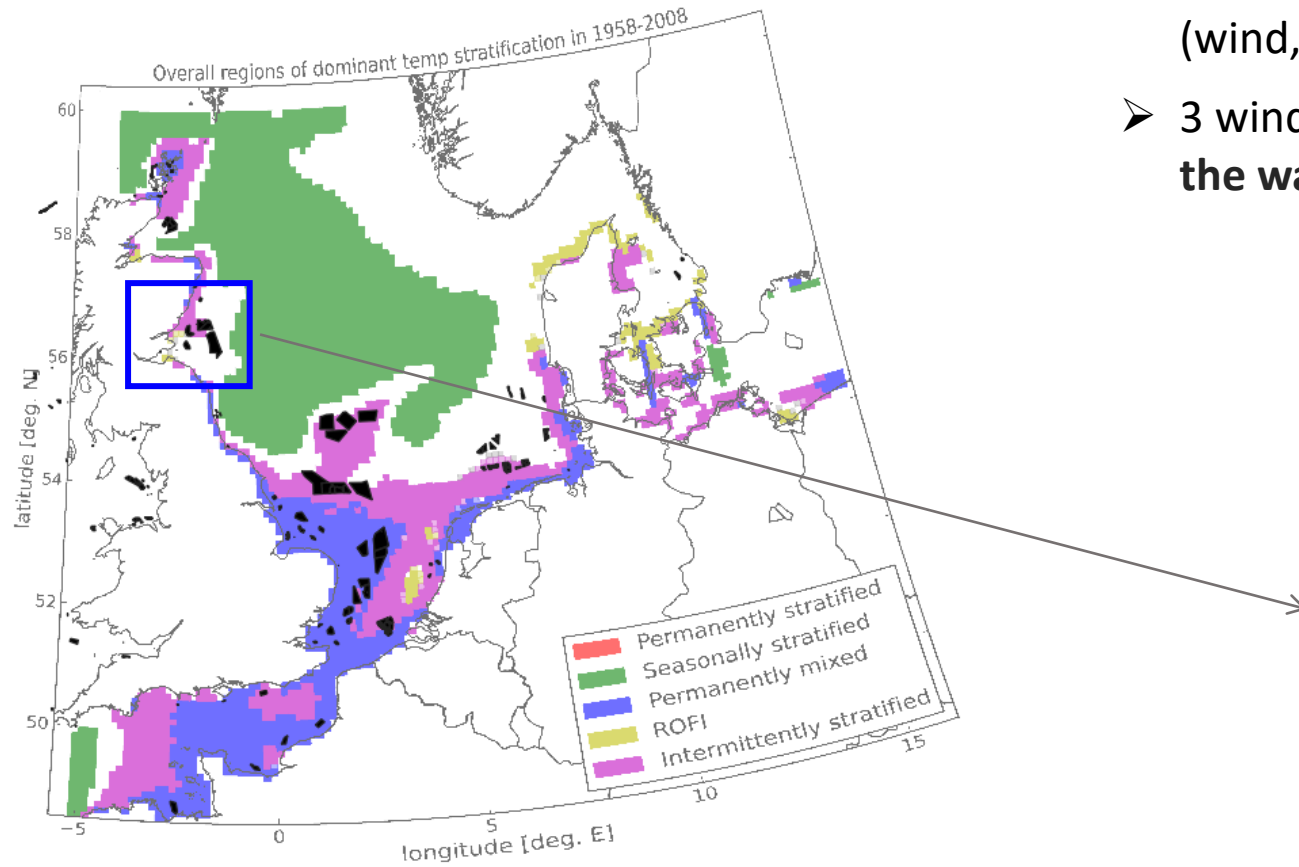 (wind,
➢ 3 wind
the wa
Overall regions of dominant temp stratification in 1958-2008
60
58
56
54
52
50
latitude [deg. N]
Permanently stratified
Seasonally stratified
Permanently mixed
ROFI
Intermittently stratified
-5
0
5
10
15
longitude [deg. E]